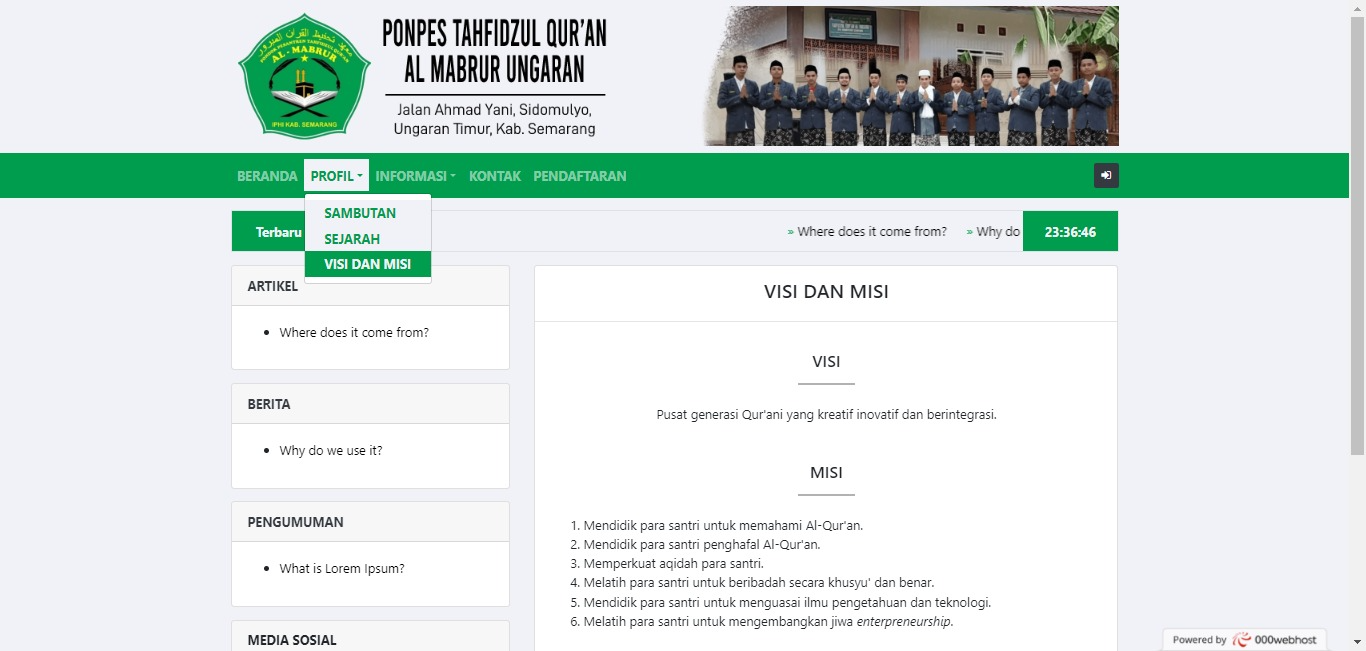 PONPES TAHFIDZUL QUR'AN
AL MABRUR UNGARAN
Jalan Ahmad Yani, Sidomulyo,
Ungaran Timur, Kab. Semarang
AL-MABRUR
IPHI KAB. SEMARANG
BERANDA PROFIL INFORMASI KONTAK PENDAFTARAN
SAMBUTAN
SEJARAH
VISI DAN MISI
Terbaru » Where does it come from? » Why do 23:36:46
ARTIKEL
• Where does it come from?
BERITA
• Why do we use it?
PENGUMUMAN
• What is Lorem Ipsum?
MEDIA SOSIAL
VISI DAN MISI
VISI
Pusat generasi Qur'ani yang kreatif inovatif dan berintegrasi.
MISI
1. Mendidik para santri untuk memahami Al-Qur'an.
2. Mendidik para santri penghafal Al-Qur'an.
3. Memperkuat aqidah para santri.
4. Melatih para santri untuk beribadah secara khusyu' dan benar.
5. Mendidik para santri untuk menguasai ilmu pengetahuan dan teknologi.
6. Melatih para santri untuk mengembangkan jiwa enterpreneurship.
Powered by 000webhost